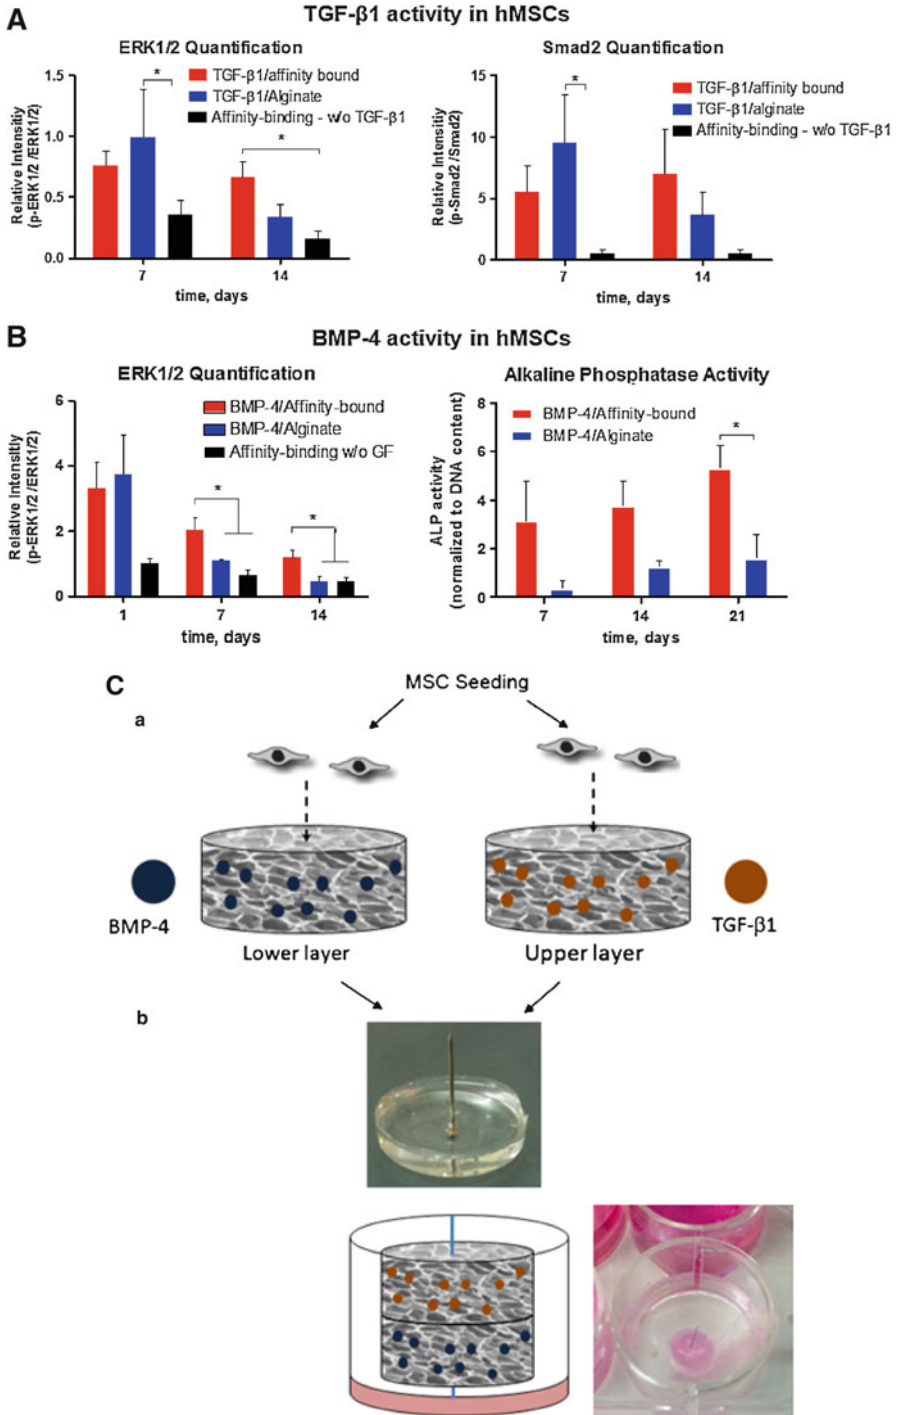 A
TGF-β1 activity in hMSCs
ERK1/2 Quantification
Relative Intensity
(p-ERK1/2 /ERK1/2)
1.5
1.0
0.5
0.0
*
*
TGF-β1/affinity bound
TGF-β1/Alginate
Affinity-binding - w/o TGF-β1
7
14
time, days
Smad2 Quantification
Relative Intensity
(p-Smad2 /Smad2)
15
10
5
0
*
TGF-β1/affinity bound
TGF-β1/alginate
Affinity-binding - w/o TGF-β1
7
14
time, days
B
BMP-4 activity in hMSCs
ERK1/2 Quantification
Relative Intensitly
(p-ERK1/2 /ERK1/2)
6
4
2
0
*
*
BMP-4/Affinity-bound
BMP-4/Alginate
Affinity-binding w/o GF
1
7
14
time, days
Alkaline Phosphatase Activity
ALP activity
(normalized to DNA content)
8
6
4
2
0
BMP-4/Affinity-bound
BMP-4/Alginate
*
7
14
21
time, days
C
MSC Seeding
a
BMP-4
TGF-β1
Lower layer
Upper layer
b